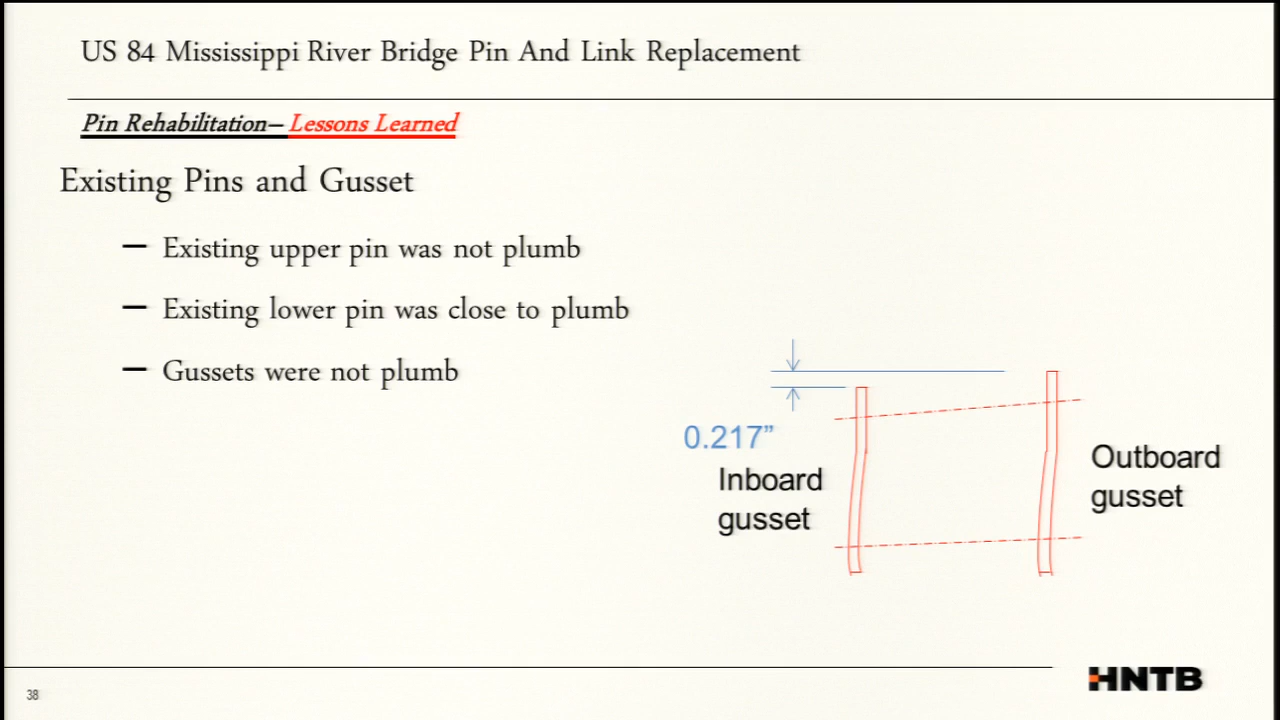 US 84 Mississippi River Bridge Pin And Link Replacement
Pin Rehabilitation– Lessons Learned
Existing Pins and Gusset
– Existing upper pin was not plumb
– Existing lower pin was close to plumb
– Gussets were not plumb
0.217”
Inboard
gusset
Outboard
gusset
38
HNTB